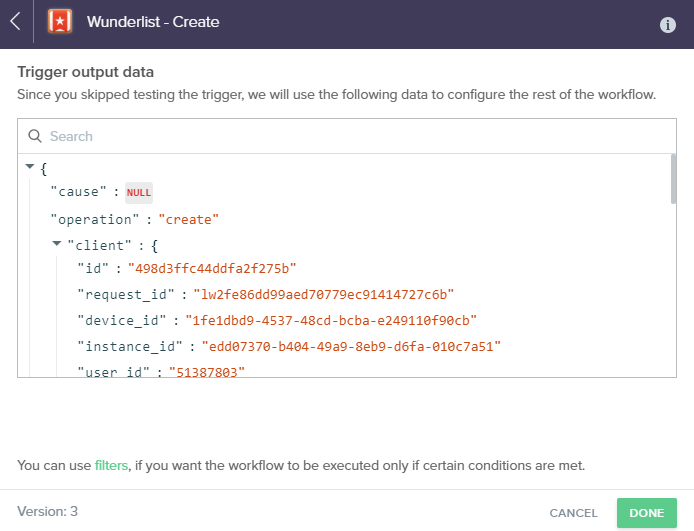 Wunderlist - Create
Trigger output data
Since you skipped testing the trigger, we will use the following data to configure the rest of the workflow.
Search
{
"cause" : NULL
"operation" : "create"
"client" : {
"id" : "498d3ffc44ddfa2f275b"
"request_id" : "lw2fe86dd99aed70779ec91414727c6b"
"device_id" : "1fe1dbd9-4537-48cd-bcba-e249110f90cb"
"instance_id" : "edd07370-b404-49a9-8eb9-d6fa-010c7a51"
"user_id" : "51387803"
You can use filters, if you want the workflow to be executed only if certain conditions are met.
Version: 3
CANCEL
DONE